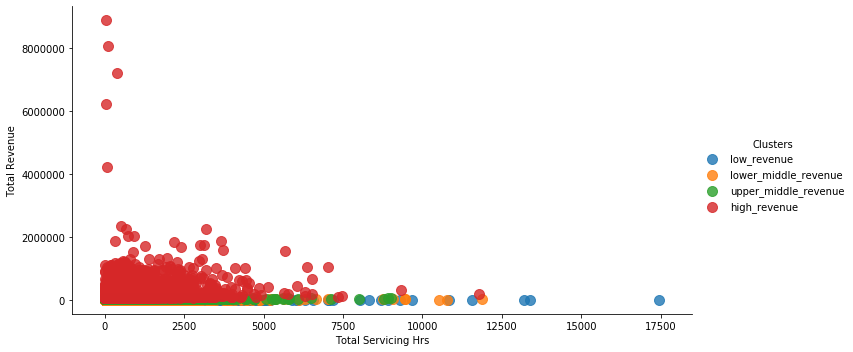 8000000
6000000
4000000
2000000
0
Total Revenue
0
2500
5000
7500
10000
12500
15000
17500
Total Servicing Hrs
Clusters
low_revenue
lower_middle_revenue
upper_middle_revenue
high_revenue